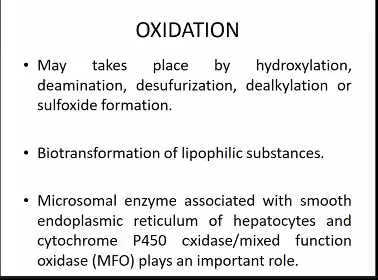 OXIDATION
• May takes place by hydroxylation,
deamination, desufurization, dealkylation or
sulfoxide formation.
• Biotransformation of lipophilic substances.
• Microsomal enzyme associated with smooth
endoplasmic reticulum of hepatocytes and
cytochrome P450 cxidase/mixed function
oxidase (MFO) plays an important role.